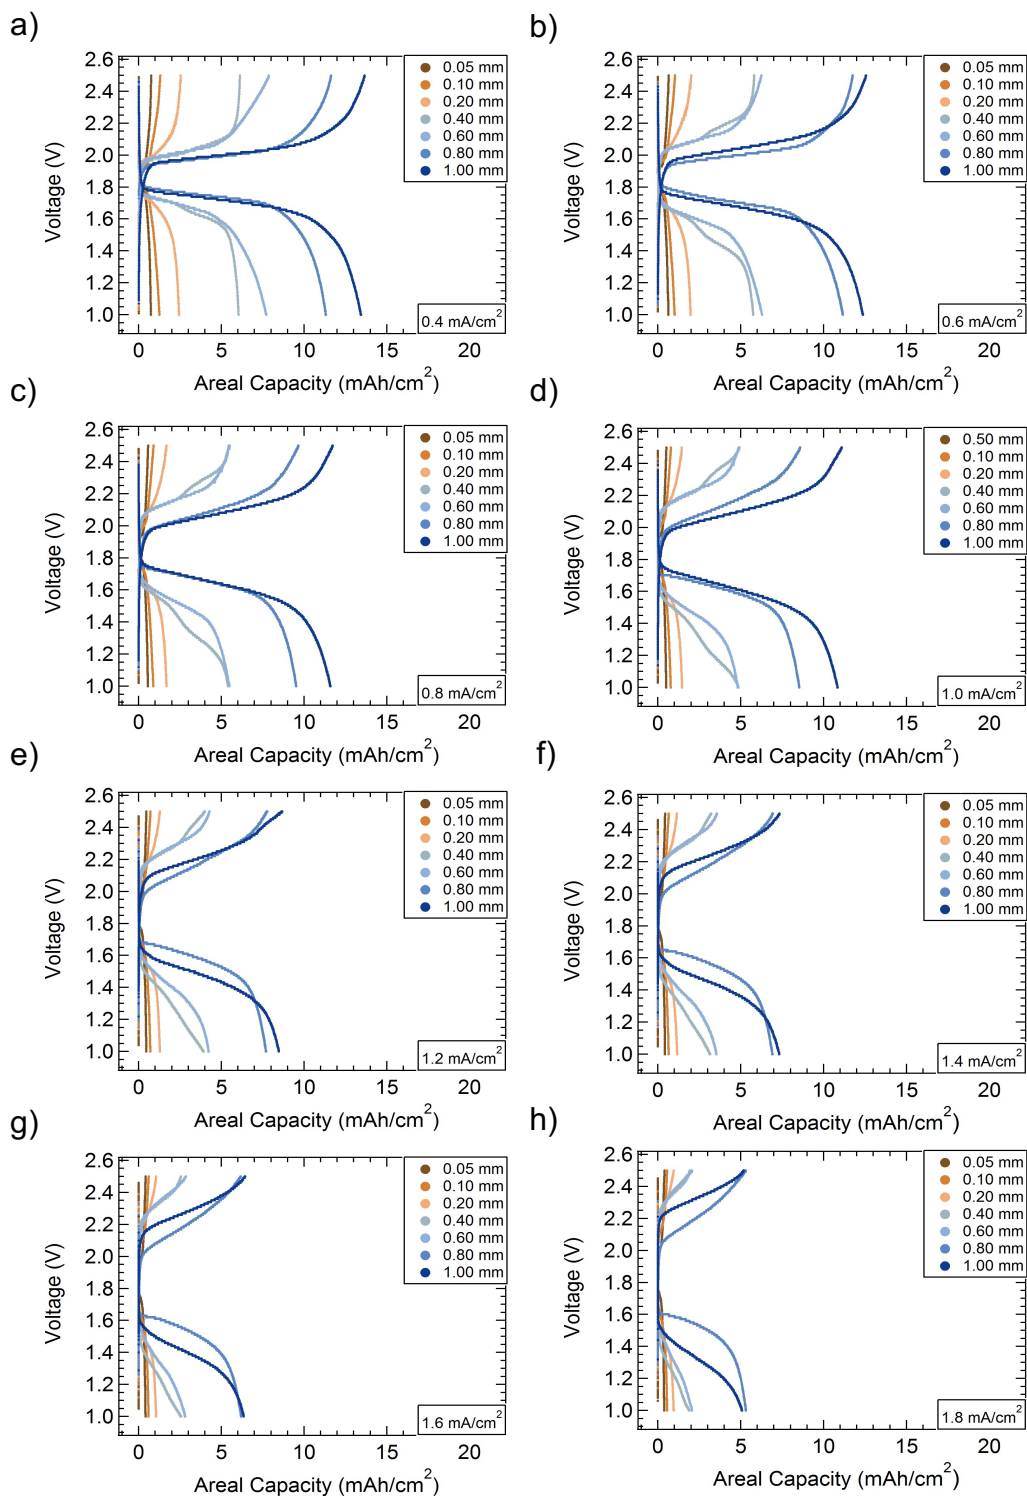 a)
2.6
2.4
2.2
2.0
1.8
1.6
1.4
1.2
1.0
Voltage (V)
0.05 mm
0.10 mm
0.20 mm
0.40 mm
0.60 mm
0.80 mm
1.00 mm
0.4 mA/cm²
0 5 10 15 20
Areal Capacity (mAh/cm²)
b)
2.6
2.4
2.2
2.0
1.8
1.6
1.4
1.2
1.0
Voltage (V)
0.05 mm
0.10 mm
0.20 mm
0.40 mm
0.60 mm
0.80 mm
1.00 mm
0.6 mA/cm²
0 5 10 15 20
Areal Capacity (mAh/cm²)
c)
2.6
2.4
2.2
2.0
1.8
1.6
1.4
1.2
1.0
Voltage (V)
0.05 mm
0.10 mm
0.20 mm
0.40 mm
0.60 mm
0.80 mm
1.00 mm
0.8 mA/cm²
0 5 10 15 20
Areal Capacity (mAh/cm²)
d)
2.6
2.4
2.2
2.0
1.8
1.6
1.4
1.2
1.0
Voltage (V)
0.50 mm
0.10 mm
0.20 mm
0.40 mm
0.60 mm
0.80 mm
1.00 mm
1.0 mA/cm²
0 5 10 15 20
Areal Capacity (mAh/cm²)
e)
2.6
2.4
2.2
2.0
1.8
1.6
1.4
1.2
1.0
Voltage (V)
0.05 mm
0.10 mm
0.20 mm
0.40 mm
0.60 mm
0.80 mm
1.00 mm
1.2 mA/cm²
0 5 10 15 20
Areal Capacity (mAh/cm²)
f)
2.6
2.4
2.2
2.0
1.8
1.6
1.4
1.2
1.0
Voltage (V)
0.05 mm
0.10 mm
0.20 mm
0.40 mm
0.60 mm
0.80 mm
1.00 mm
1.4 mA/cm²
0 5 10 15 20
Areal Capacity (mAh/cm²)
g)
2.6
2.4
2.2
2.0
1.8
1.6
1.4
1.2
1.0
Voltage (V)
0.05 mm
0.10 mm
0.20 mm
0.40 mm
0.60 mm
0.80 mm
1.00 mm
1.6 mA/cm²
0 5 10 15 20
Areal Capacity (mAh/cm²)
h)
2.6
2.4
2.2
2.0
1.8
1.6
1.4
1.2
1.0
Voltage (V)
0.05 mm
0.10 mm
0.20 mm
0.40 mm
0.60 mm
0.80 mm
1.00 mm
1.8 mA/cm²
0 5 10 15 20
Areal Capacity (mAh/cm²)